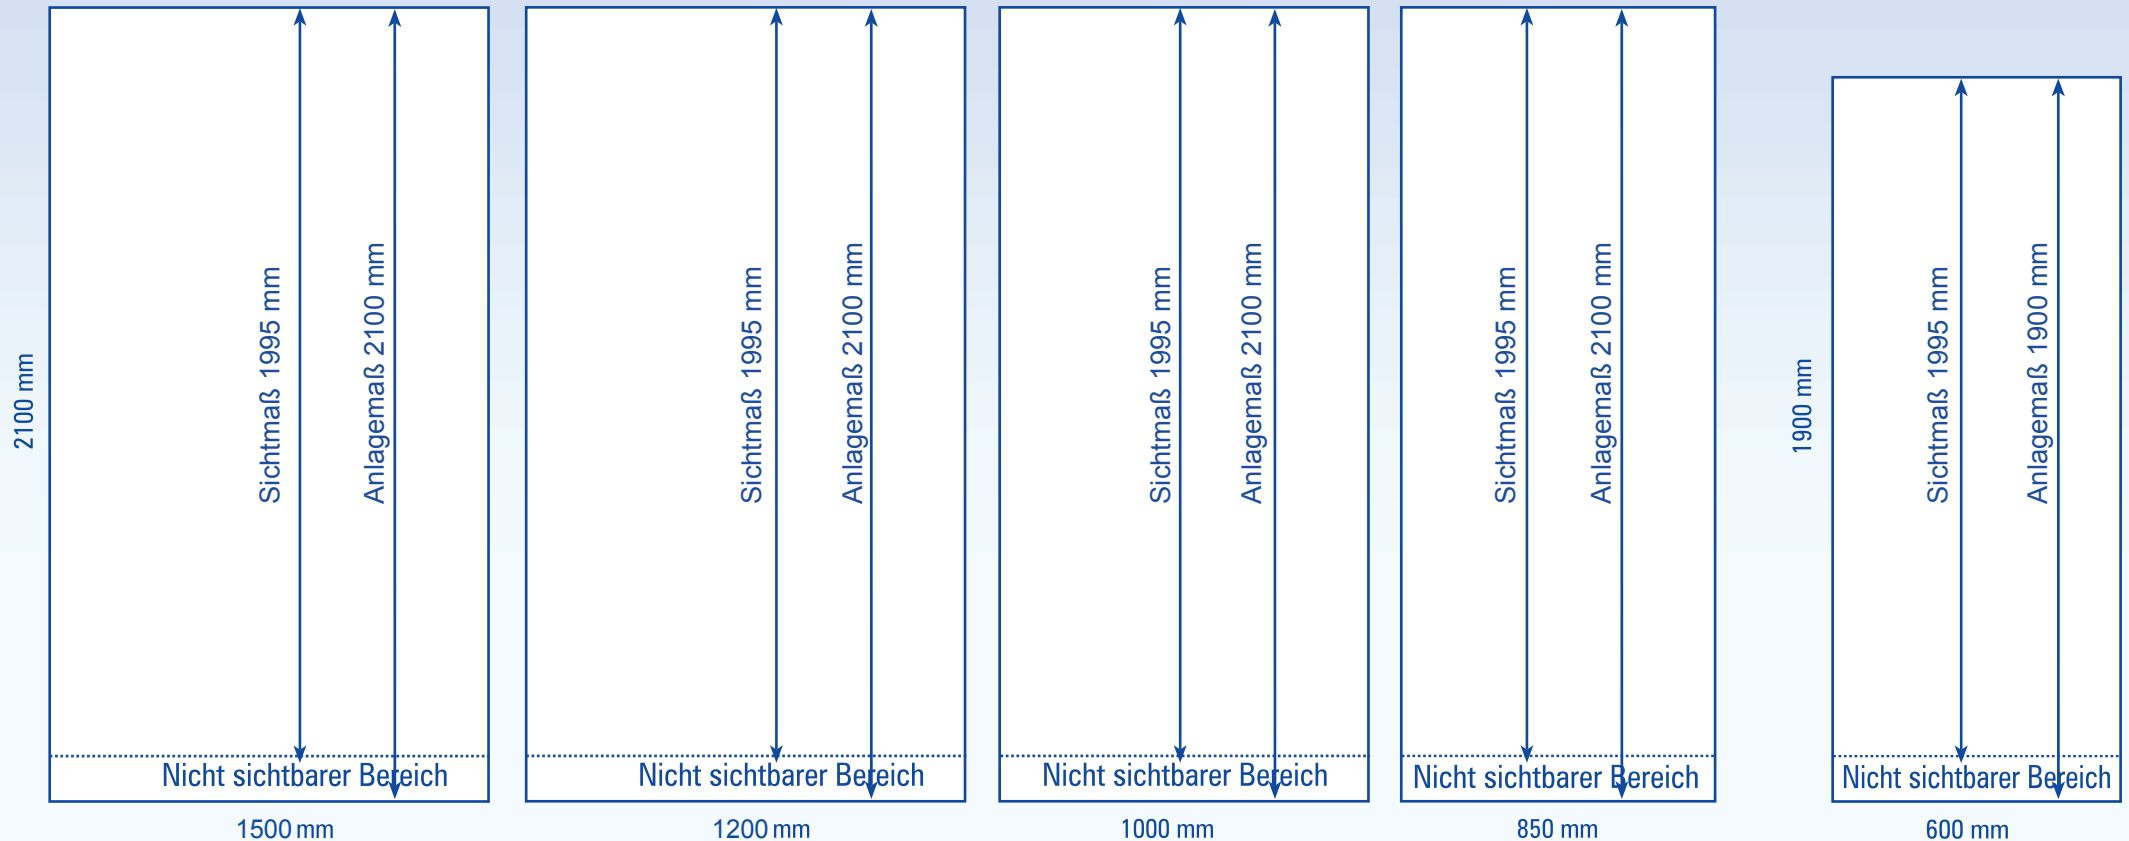 2100 mm
Sichtmaß 1995 mm
Anlagemaß 2100 mm
Nicht sichtbarer Bereich
1500 mm
Sichtmaß 1995 mm
Anlagemaß 2100 mm
Nicht sichtbarer Bereich
1200 mm
Sichtmaß 1995 mm
Anlagemaß 2100 mm
Nicht sichtbarer Bereich
1000 mm
Sichtmaß 1995 mm
Anlagemaß 2100 mm
Nicht sichtbarer Bereich
850 mm
1900 mm
Sichtmaß 1995 mm
Anlagemaß 1900 mm
Nicht sichtbarer Bereich
600 mm